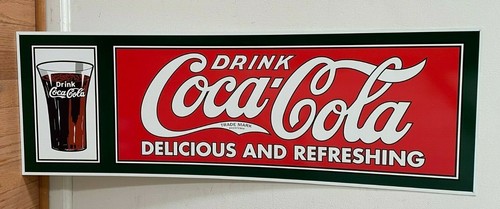 Drink
Coca-Cola
DRINK
Coca-Cola
TRADE MARK
DELICIOUS AND REFRESHING